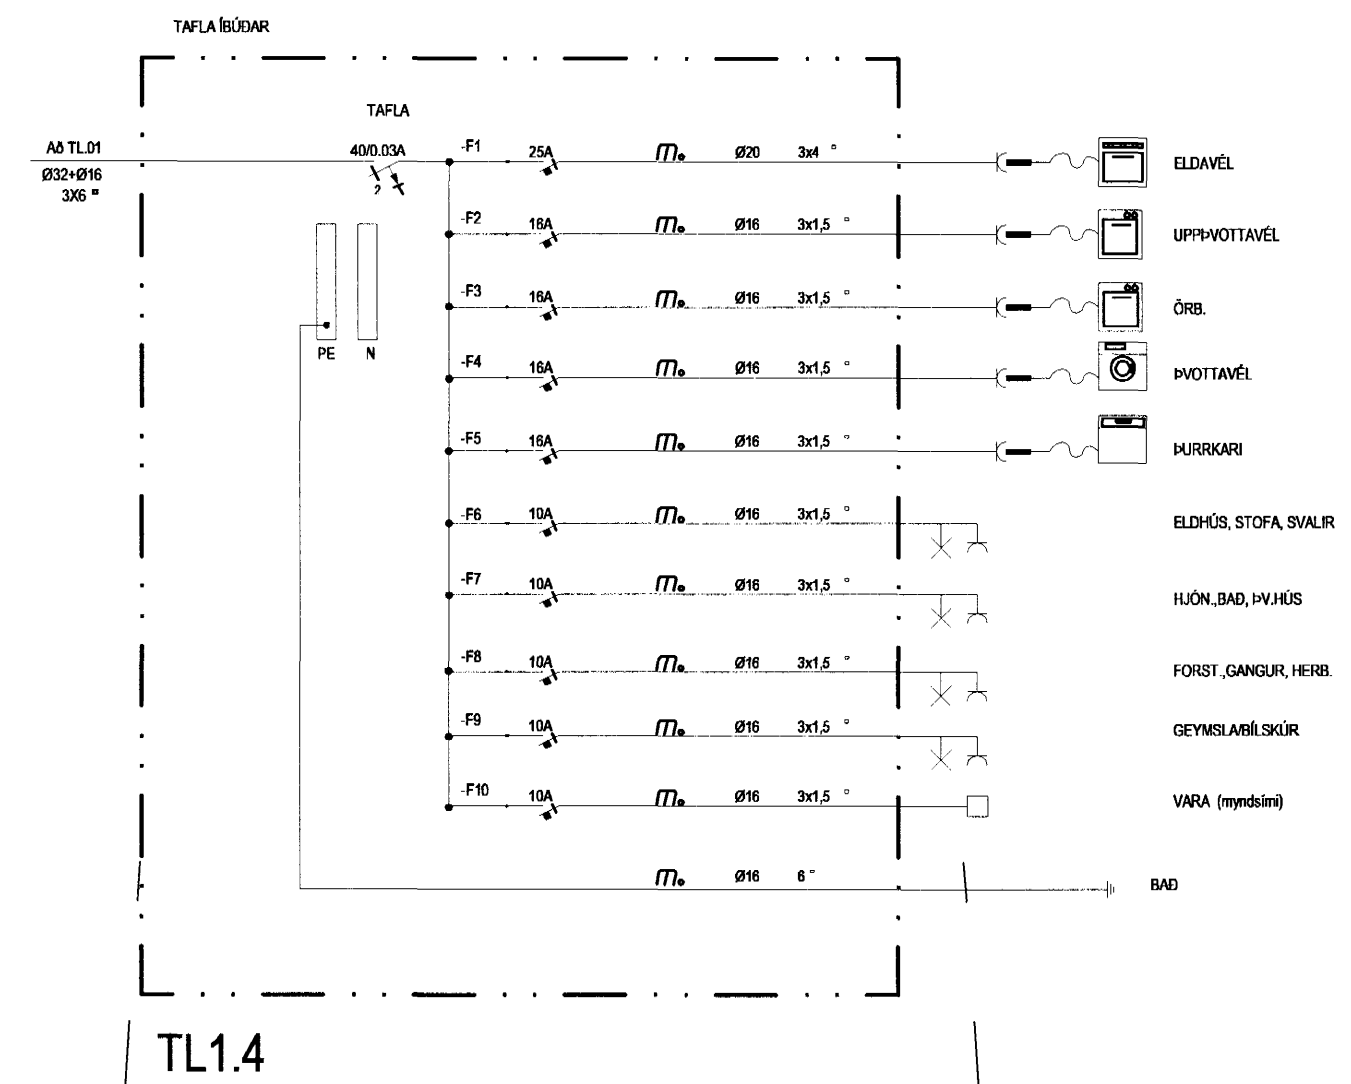 TAFLA ÍBÚÐAR
TAFLA
Að TL.01
Ø32+Ø16
3X6 ▫
40/0.03A
2
PE N
-F1 25A m. Ø20 3x4 ▫ ELDAVÉL
-F2 16A m. Ø16 3x1,5 ▫ UPPÞVOTTAVÉL
-F3 16A m. Ø16 3x1,5 ▫ ÖRB.
-F4 16A m. Ø16 3x1,5 ▫ ÞVOTTAVÉL
-F5 16A m. Ø16 3x1,5 ▫ ÞURRKARI
-F6 10A m. Ø16 3x1,5 ▫ ELDHÚS, STOFA, SVALIR
-F7 10A m. Ø16 3x1,5 ▫ HJÓN.,BAÐ, ÞV.HÚS
-F8 10A m. Ø16 3x1,5 ▫ FORST.,GANGUR, HERB.
-F9 10A m. Ø16 3x1,5 ▫ GEYMSLA/BÍLSKÚR
-F10 10A m. Ø16 3x1,5 ▫ VARA (myndsími)
m. Ø16 6 ▫ BAÐ
TL1.4